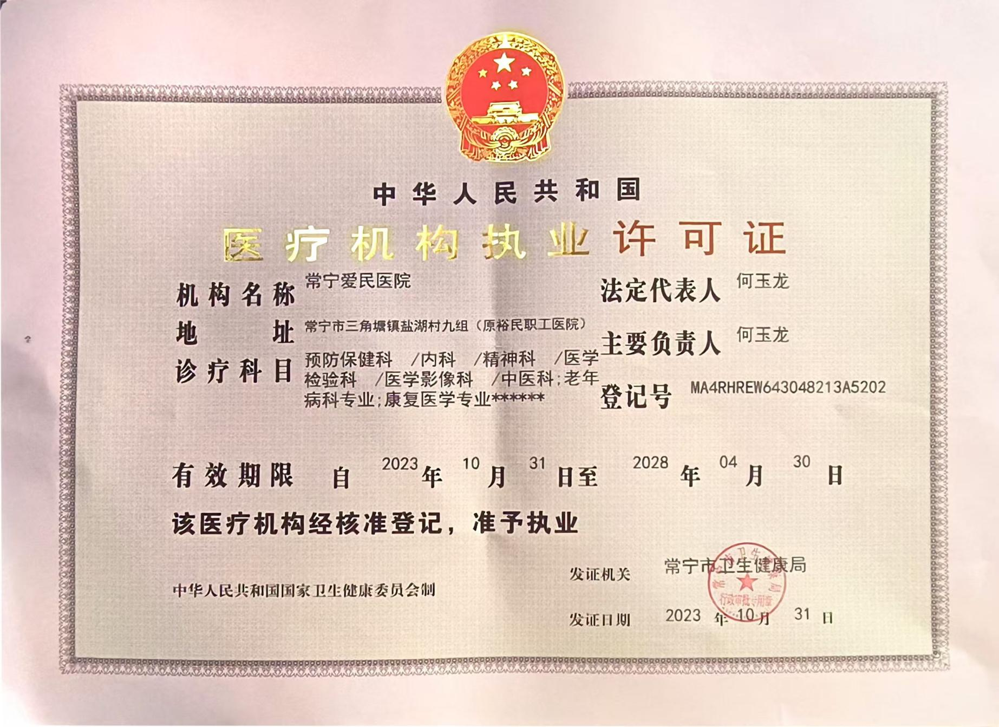 中华人民共和国
医疗机构执业许可证
机构名称 常宁爱民医院
法定代表人 何玉龙
地址 常宁市三角塘镇盐湖村九组（原裕民职工医院）
主要负责人 何玉龙
诊疗科目 预防保健科 /内科 /精神科 /医学
检验科 /医学影像科 /中医科;老年
病科专业;康复医学专业******
登记号 MA4RHREW643048213A5202
有效期限 自 2023 年 10 月 31 日至 2028 年 04 月 30 日
该医疗机构经核准登记，准予执业
发证机关 常宁市卫生健康局
中华人民共和国国家卫生健康委员会制
常宁市卫生健康局
行政审批专用章
发证日期 2023 年 10 月 31 日